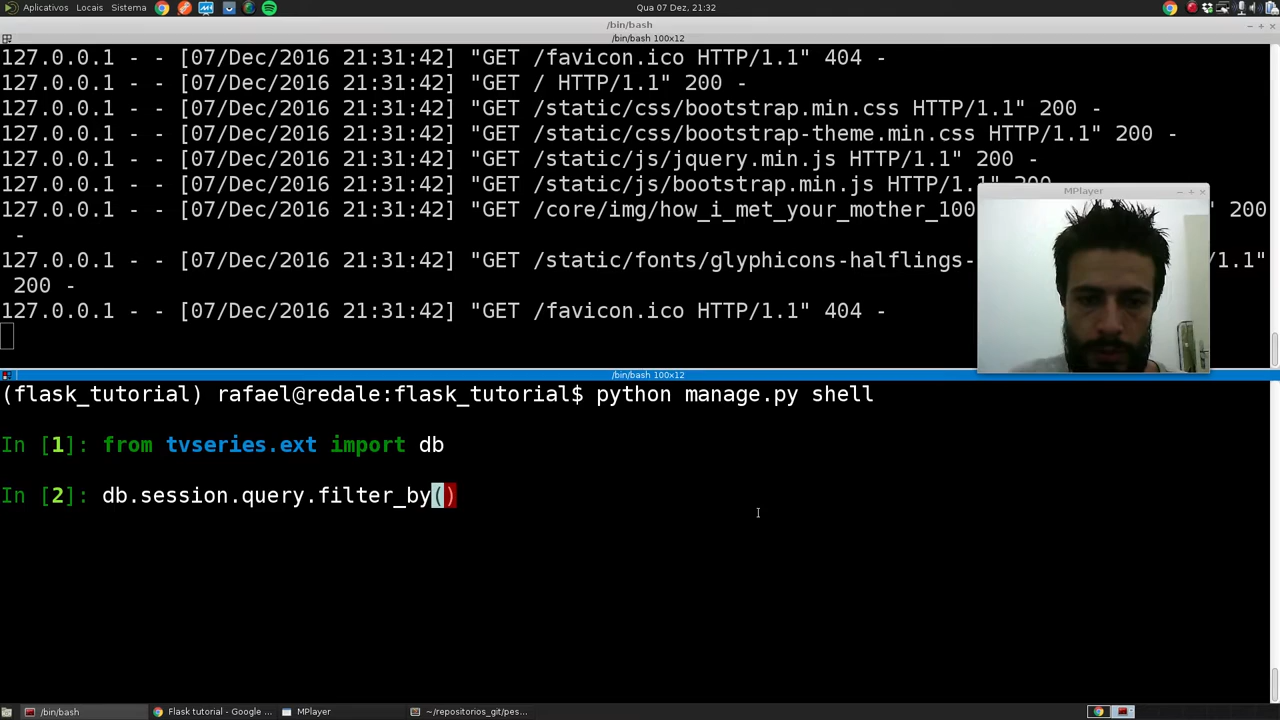 Aplicativos Locais Sistema Qua 07 Dez, 21:32
/bin/bash
/bin/bash 100x12
127.0.0.1 - - [07/Dec/2016 21:31:42] "GET /favicon.ico HTTP/1.1" 404 -
127.0.0.1 - - [07/Dec/2016 21:31:42] "GET / HTTP/1.1" 200 -
127.0.0.1 - - [07/Dec/2016 21:31:42] "GET /static/css/bootstrap.min.css HTTP/1.1" 200 -
127.0.0.1 - - [07/Dec/2016 21:31:42] "GET /static/css/bootstrap-theme.min.css HTTP/1.1" 200 -
127.0.0.1 - - [07/Dec/2016 21:31:42] "GET /static/js/jquery.min.js HTTP/1.1" 200 -
127.0.0.1 - - [07/Dec/2016 21:31:42] "GET /static/js/bootstrap.min.js HTTP/1.1" 200 -
MPlayer
127.0.0.1 - - [07/Dec/2016 21:31:42] "GET /core/img/how_i_met_your_mother_100 " 200
-
127.0.0.1 - - [07/Dec/2016 21:31:42] "GET /static/fonts/glyphicons-halflings- /1.1"
200 -
127.0.0.1 - - [07/Dec/2016 21:31:42] "GET /favicon.ico HTTP/1.1" 404 -
/bin/bash 100x12
(flask_tutorial) rafael@redale:flask_tutorial$ python manage.py shell
In [1]: from tvseries.ext import db
In [2]: db.session.query.filter_by()
/bin/bash Flask tutorial - Google ... MPlayer ~/repositorios_git/pes...